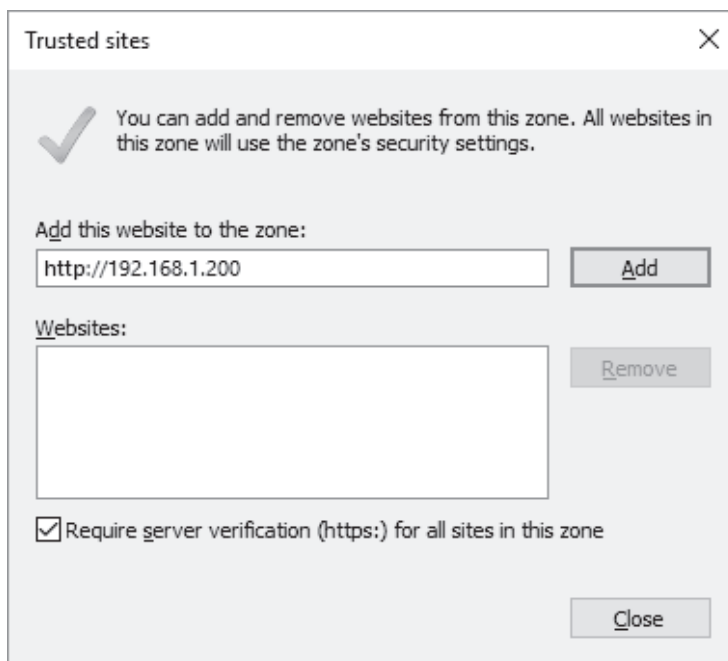 Trusted sites
You can add and remove websites from this zone. All websites in
this zone will use the zone's security settings.
Add this website to the zone:
http://192.168.1.200
Add
Websites:
Remove
Require server verification (https:) for all sites in this zone
Close